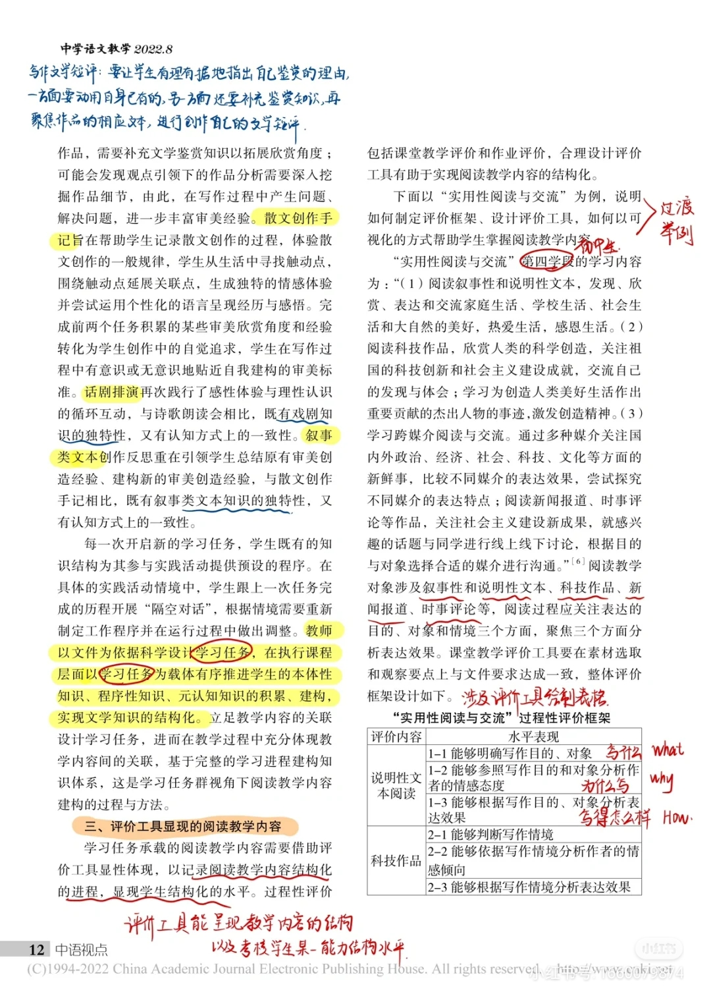 中学语文教学 2022.8
写作文学短评：要让学生有理有据地指出自己鉴赏的理由，
一方面要动用自身已有的，另一方面还要补充鉴赏知识，再
聚焦作品的相应文本，进行创作自己的文学短评.
作品，需要补充文学鉴赏知识以拓展欣赏角度；
可能会发现观点引领下的作品分析需要深入挖
掘作品细节，由此，在写作过程中产生问题、
解决问题，进一步丰富审美经验。散文创作手
记旨在帮助学生记录散文创作的过程，体验散
文创作的一般规律，学生从生活中寻找触动点，
围绕触动点延展关联点，生成独特的情感体验
并尝试运用个性化的语言呈现经历与感悟。完
成前两个任务积累的某些审美欣赏角度和经验
转化为学生创作中的自觉追求，学生在写作过
程中有意识或无意识地贴近自我建构的审美标
准。话剧排演再次践行了感性体验与理性认识
的循环互动，与诗歌朗读会相比，既有戏剧知
识的独特性，又有认知方式上的一致性。叙事
类文本创作反思重在引领学生总结原有审美创
造经验、建构新的审美创造经验，与散文创作
手记相比，既有叙事类文本知识的独特性，又
有认知方式上的一致性。
每一次开启新的学习任务，学生既有的知
识结构为其参与实践活动提供预设的程序。在
具体的实践活动情境中，学生跟上一次任务完
成的历程开展“隔空对话”，根据情境需要重新
制定工作程序并在运行过程中做出调整。教师
以文件为依据科学设计学习任务，在执行课程
层面以学习任务为载体有序推进学生的本体性
知识、程序性知识、元认知知识的积累、建构，
实现文学知识的结构化。立足教学内容的关联
设计学习任务，进而在教学过程中充分体现教
学内容间的关联，基于完整的学习进程建构知
识体系，这是学习任务群视角下阅读教学内容
建构的过程与方法。
三、评价工具显现的阅读教学内容
学习任务承载的阅读教学内容需要借助评
价工具显性体现，以记录阅读教学内容结构化
的进程，显现学生结构化的水平。过程性评价
评价工具能呈现教学内容的结构
以及考核学生某一能力结构水平.
包括课堂教学评价和作业评价，合理设计评价
工具有助于实现阅读教学内容的结构化。
下面以“实用性阅读与交流”为例，说明
如何制定评价框架、设计评价工具，如何以可
视化的方式帮助学生掌握阅读教学内容。
过渡
举例
初中生.
“实用性阅读与交流”第四学段的学习内容
为：“（1）阅读叙事性和说明性文本，发现、欣
赏、表达和交流家庭生活、学校生活、社会生
活和大自然的美好，热爱生活，感恩生活。（2）
阅读科技作品，欣赏人类的科学创造，关注祖
国的科技创新和社会主义建设成就，交流自己
的发现与体会；学习为创造人类美好生活作出
重要贡献的杰出人物的事迹，激发创造精神。（3）
学习跨媒介阅读与交流。通过多种媒介关注国
内外政治、经济、社会、科技、文化等方面的
新鲜事，比较不同媒介的表达效果，尝试探究
不同媒介的表达特点；阅读新闻报道、时事评
论等作品，关注社会主义建设新成果，就感兴
趣的话题与同学进行线上线下讨论，根据目的
与对象选择合适的媒介进行沟通。”[6]阅读教学
对象涉及叙事性和说明性文本、科技作品、新
闻报道、时事评论等，阅读过程应关注表达的
目的、对象和情境三个方面，聚焦三个方面分
析表达效果。课堂教学评价工具要在素材选取
和观察要点上与文件要求达成一致，整体评价
框架设计如下。涉及评价工具绘制表格.
“实用性阅读与交流”过程性评价框架
评价内容 水平表现
说明性文本阅读
1-1 能够明确写作目的、对象 写什么 what
1-2 能够参照写作目的和对象分析作
者的情感态度 为什么写 why
1-3 能够根据写作目的、对象分析表
达效果 写得怎么样 How.
科技作品
2-1 能够判断写作情境
2-2 能够依据写作情境分析作者的情
感倾向
2-3 能够根据写作情境分析表达效果
12 中语视点
小红书
(C)1994-2022 China Academic Journal Electronic Publishing House. All rights reserved. http://www.cnki.net
小红书号: 1660079874